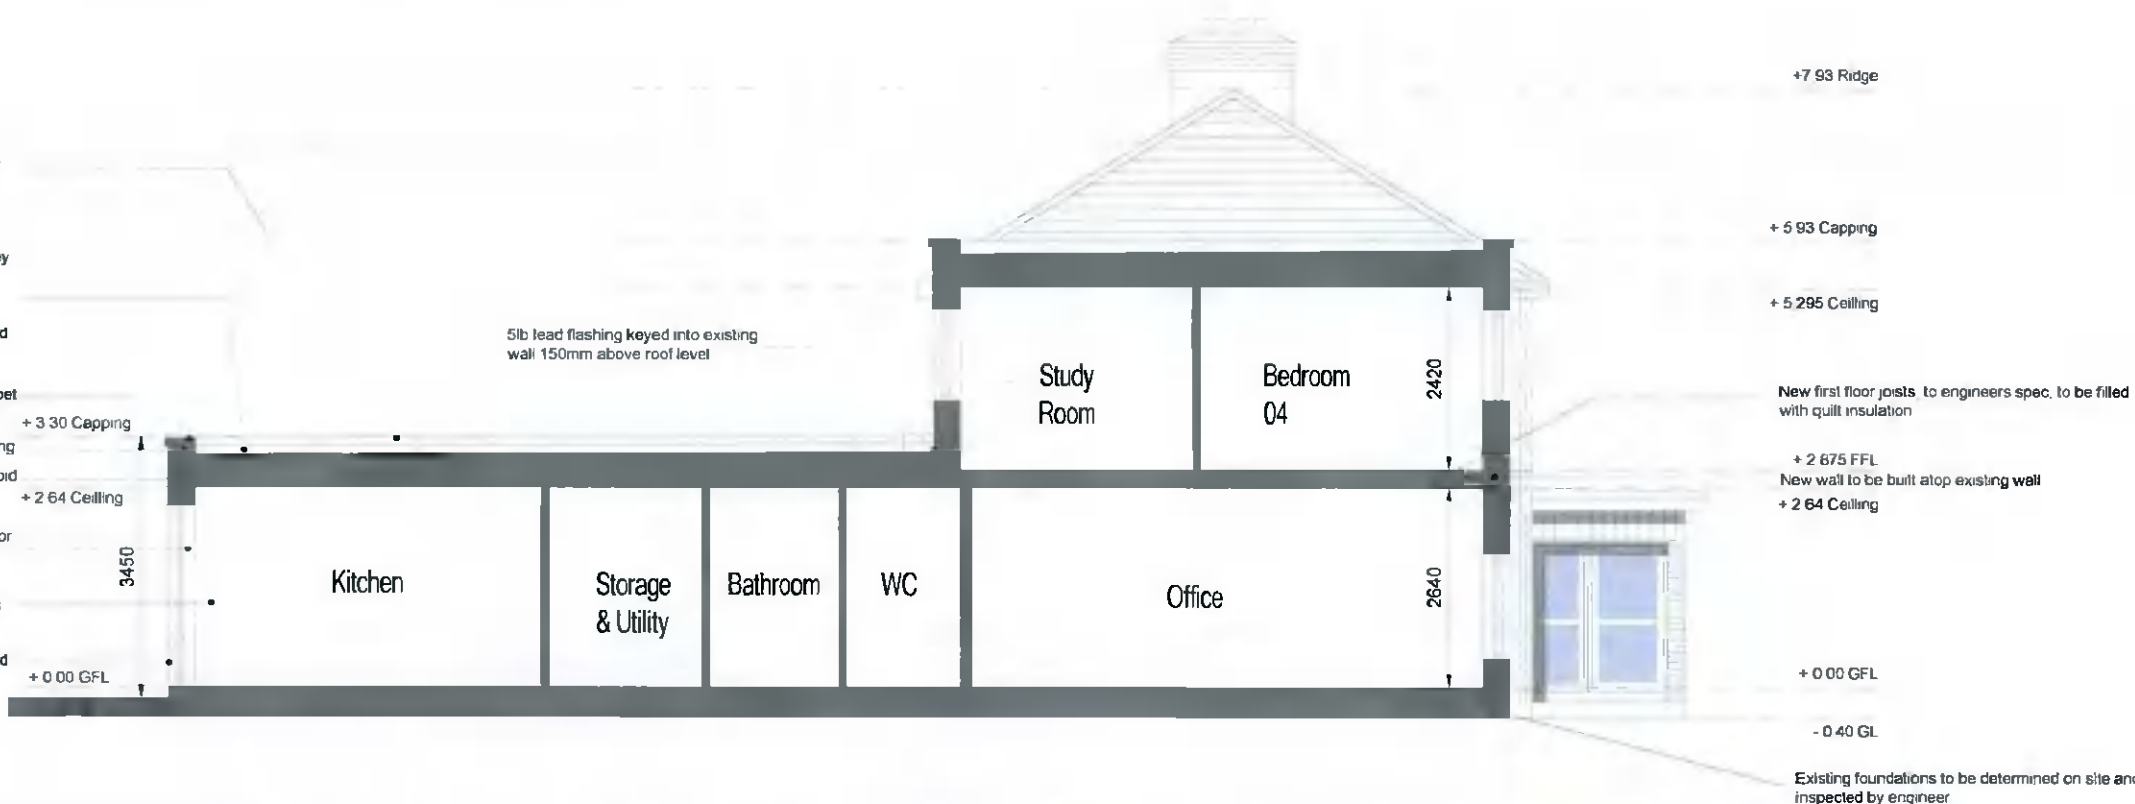 +7 93 Ridge
+ 5 93 Capping
+ 5 295 Ceilling
5lb lead flashing keyed into existing
wall 150mm above roof level
Study
Room
Bedroom
04
2420
New first floor joists, to engineers spec, to be filled
with quilt insulation
+ 3 30 Capping
+ 2 64 Ceilling
3450
+ 2 875 FFL
New wall to be built atop existing wall
+ 2 64 Ceilling
Kitchen
Storage
& Utility
Bathroom
WC
Office
2640
+ 0 00 GFL
+ 0 00 GFL
- 0 40 GL
Existing foundations to be determined on site and
inspected by engineer